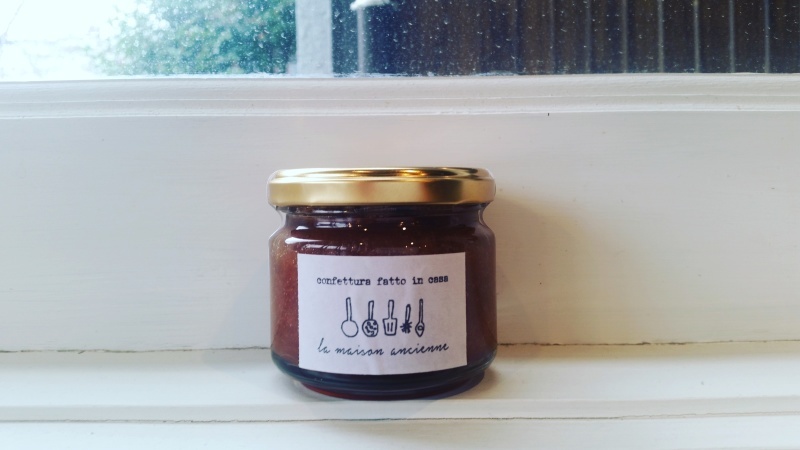 confettura fatto in casa
la maison ancienne